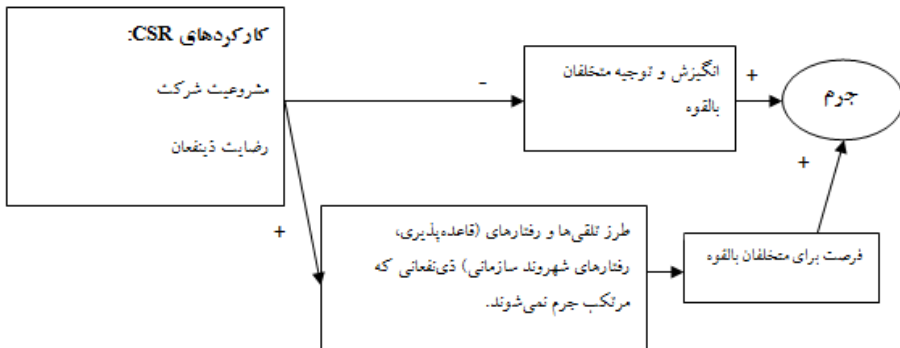 کارکردهای CSR:
مشروعیت شرکت
رضایت ذینفعان
-
انگیزش و توجیه متخلفان
بالقوه
+
جرم
+
+
طرز تلقی‌ها و رفتارهای (قاعده‌پذیری،
رفتارهای شهروند سازمانی) ذی‌نفعانی که
مرتکب جرم نمی‌شوند.
فرصت برای متخلفان بالقوه